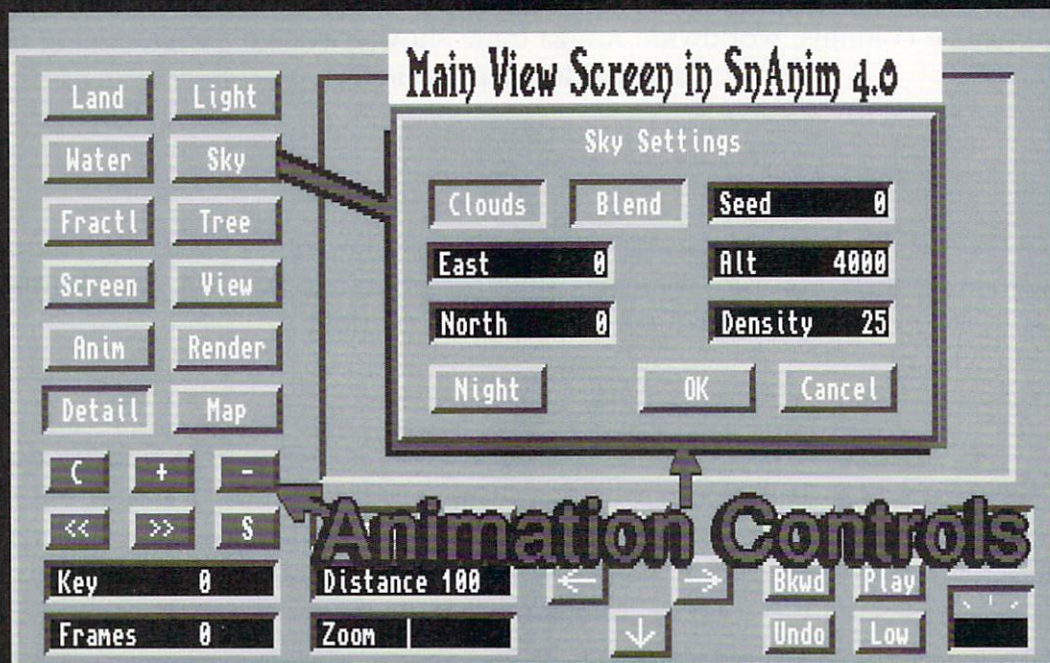 Main View Screen in SnAnim 4.0
Land Light
Water Sky
Fractl Tree
Screen View
Anim Render
Detail Map
C + -
<< >> S
Key 0
Frames 0
Sky Settings
Clouds Blend Seed 0
East 0 Alt 4000
North 0 Density 25
Night OK Cancel
Animation Controls
Distance 100
Zoom
Bkwd Play
Undo Low